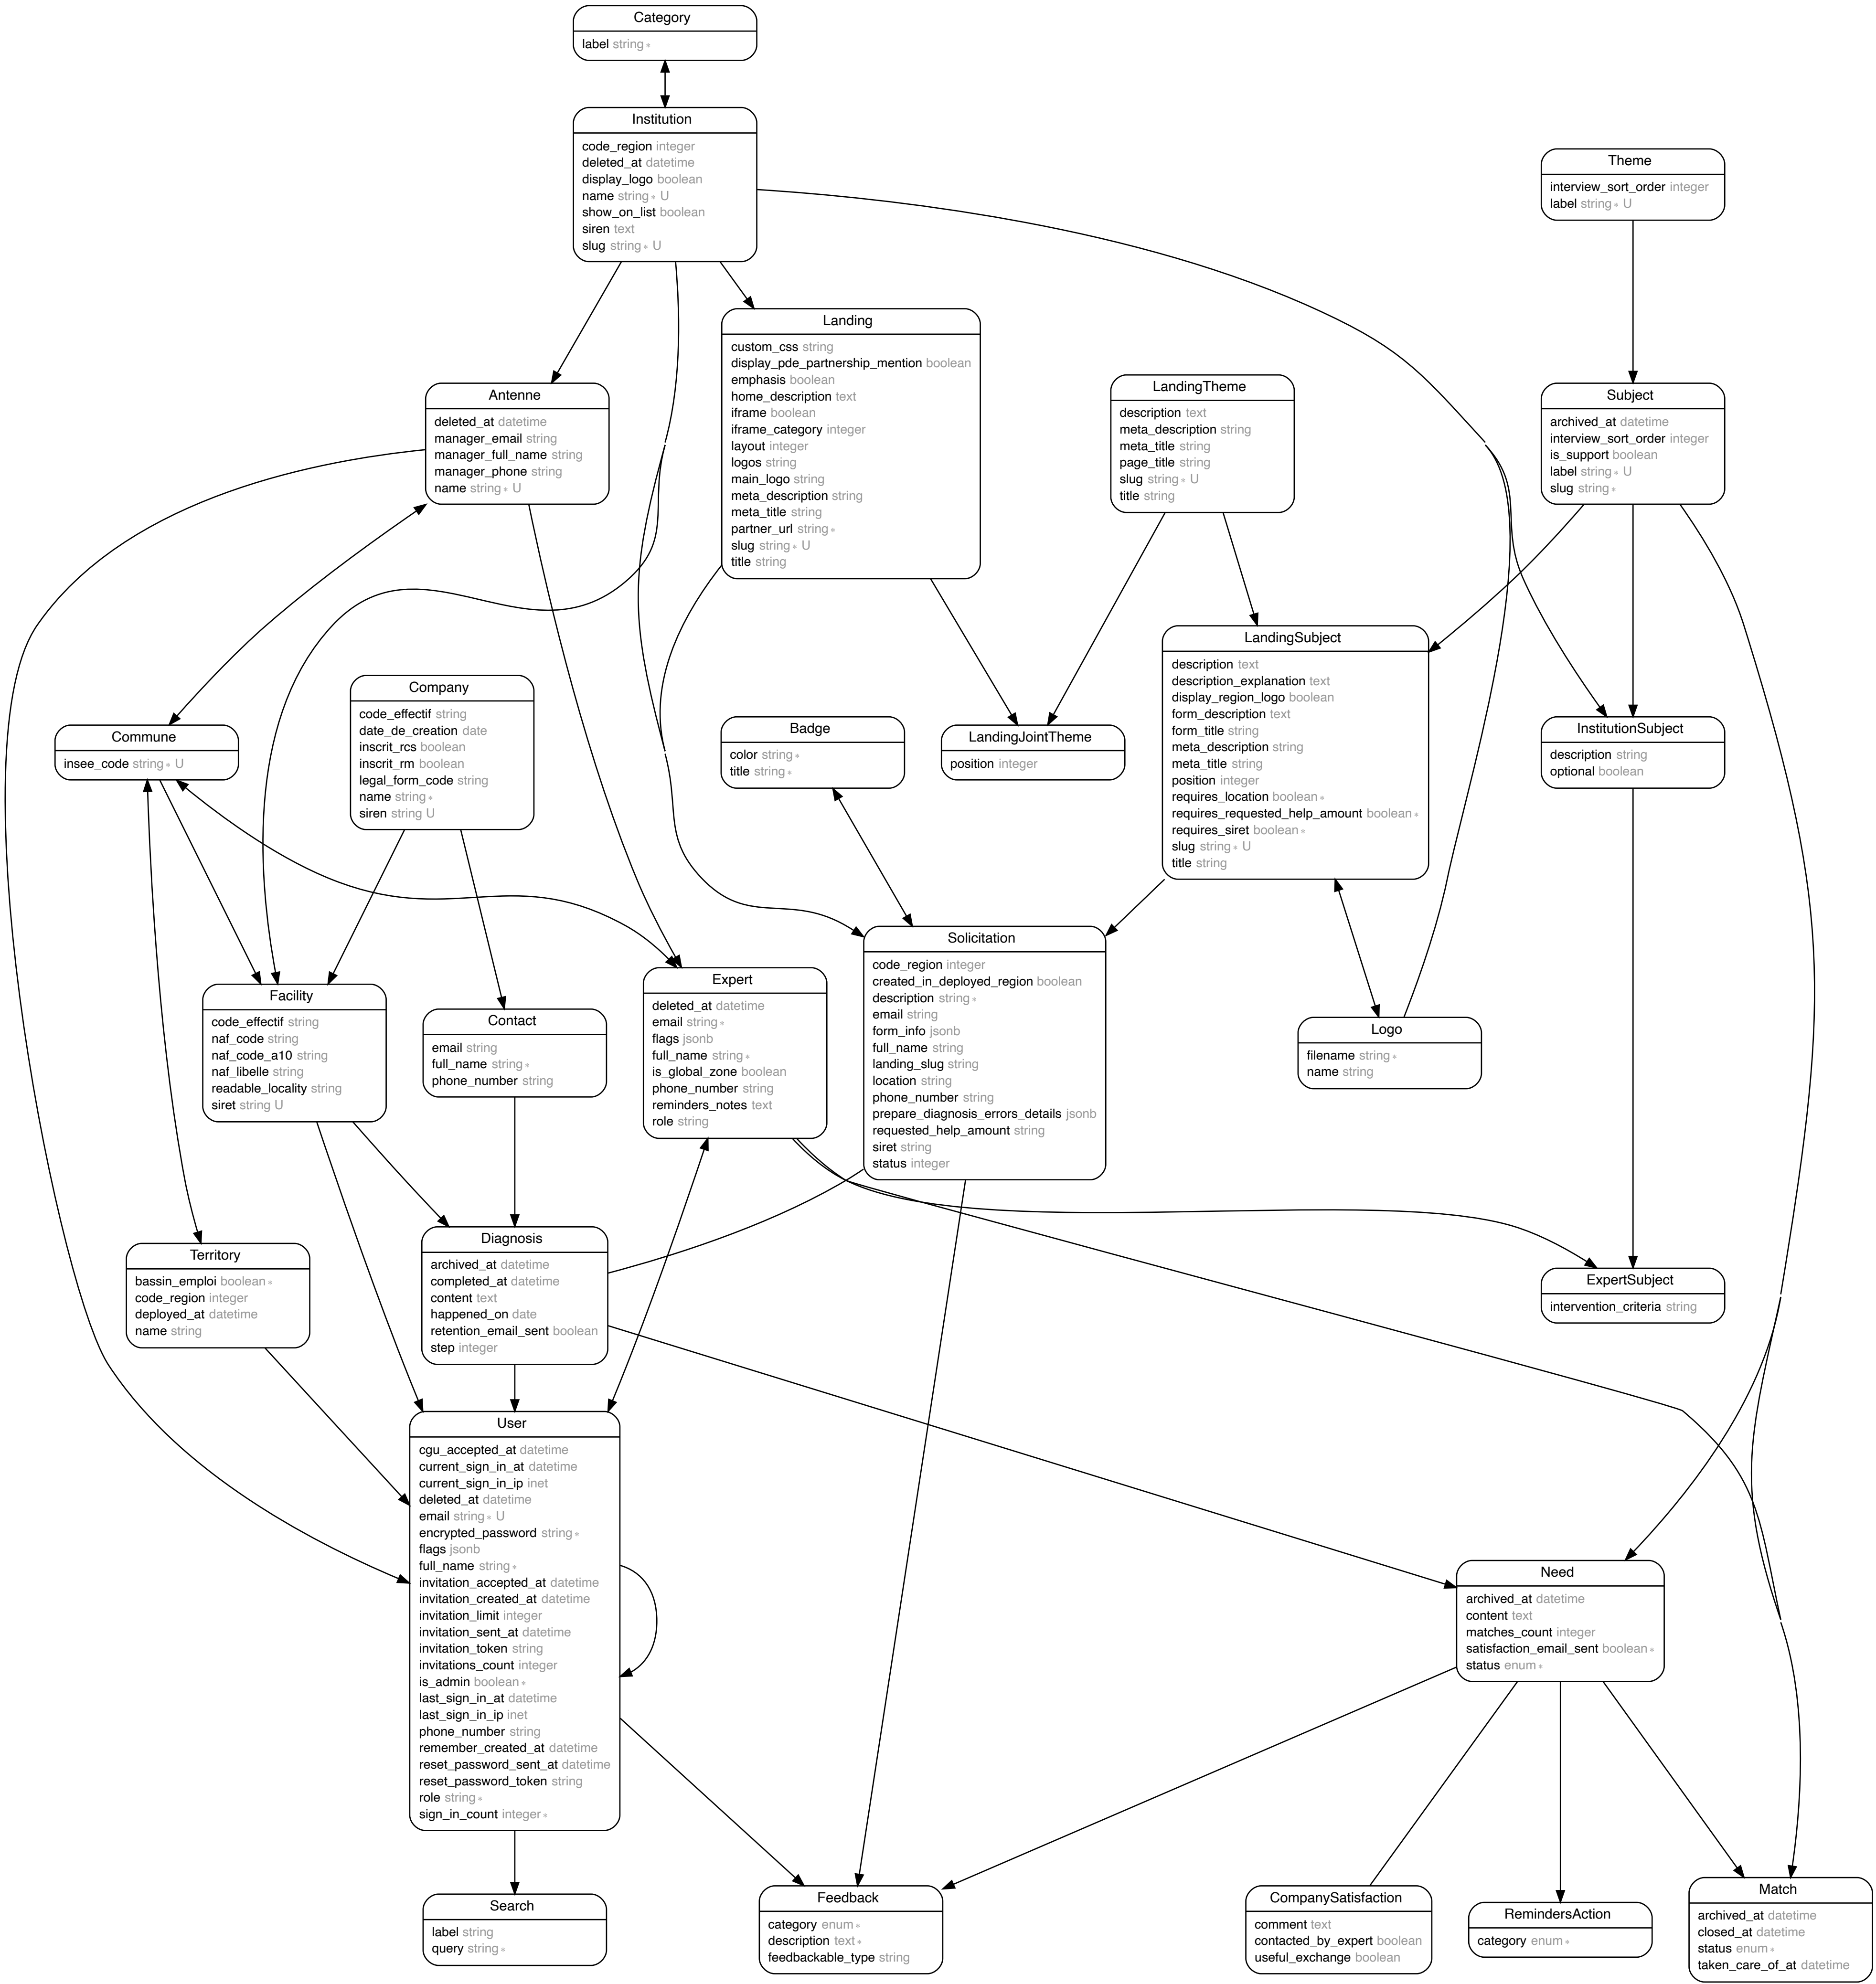 Category
label string∗
Institution
code_region integer
deleted_at datetime
display_logo boolean
name string∗ U
show_on_list boolean
siren text
slug string∗ U
Theme
interview_sort_order integer
label string∗ U
Landing
custom_css string
display_pde_partnership_mention boolean
emphasis boolean
home_description text
iframe boolean
iframe_category integer
layout integer
logos string
main_logo string
meta_description string
meta_title string
partner_url string∗
slug string∗ U
title string
Antenne
deleted_at datetime
manager_email string
manager_full_name string
manager_phone string
name string∗ U
LandingTheme
description text
meta_description string
meta_title string
page_title string
slug string∗ U
title string
Subject
archived_at datetime
interview_sort_order integer
is_support boolean
label string∗ U
slug string∗
LandingSubject
description text
description_explanation text
display_region_logo boolean
form_description text
form_title string
meta_description string
meta_title string
position integer
requires_location boolean∗
requires_requested_help_amount boolean∗
requires_siret boolean∗
slug string∗ U
title string
Company
code_effectif string
date_de_creation date
inscrit_rcs boolean
inscrit_rm boolean
legal_form_code string
name string∗
siren string U
Commune
insee_code string∗ U
Badge
color string∗
title string∗
LandingJointTheme
position integer
InstitutionSubject
description string
optional boolean
Solicitation
code_region integer
created_in_deployed_region boolean
description string∗
email string
form_info jsonb
full_name string
landing_slug string
location string
phone_number string
prepare_diagnosis_errors_details jsonb
requested_help_amount string
siret string
status integer
Expert
deleted_at datetime
email string∗
flags jsonb
full_name string∗
is_global_zone boolean
phone_number string
reminders_notes text
role string
Facility
code_effectif string
naf_code string
naf_code_a10 string
naf_libelle string
readable_locality string
siret string U
Contact
email string
full_name string∗
phone_number string
Logo
filename string∗
name string
Diagnosis
archived_at datetime
completed_at datetime
content text
happened_on date
retention_email_sent boolean
step integer
Territory
bassin_emploi boolean∗
code_region integer
deployed_at datetime
name string
ExpertSubject
intervention_criteria string
User
cgu_accepted_at datetime
current_sign_in_at datetime
current_sign_in_ip inet
deleted_at datetime
email string∗ U
encrypted_password string∗
flags jsonb
full_name string∗
invitation_accepted_at datetime
invitation_created_at datetime
invitation_limit integer
invitation_sent_at datetime
invitation_token string
invitations_count integer
is_admin boolean∗
last_sign_in_at datetime
last_sign_in_ip inet
phone_number string
remember_created_at datetime
reset_password_sent_at datetime
reset_password_token string
role string∗
sign_in_count integer∗
Need
archived_at datetime
content text
matches_count integer
satisfaction_email_sent boolean∗
status enum∗
Search
label string
query string∗
Feedback
category enum∗
description text∗
feedbackable_type string
CompanySatisfaction
comment text
contacted_by_expert boolean
useful_exchange boolean
RemindersAction
category enum∗
Match
archived_at datetime
closed_at datetime
status enum∗
taken_care_of_at datetime